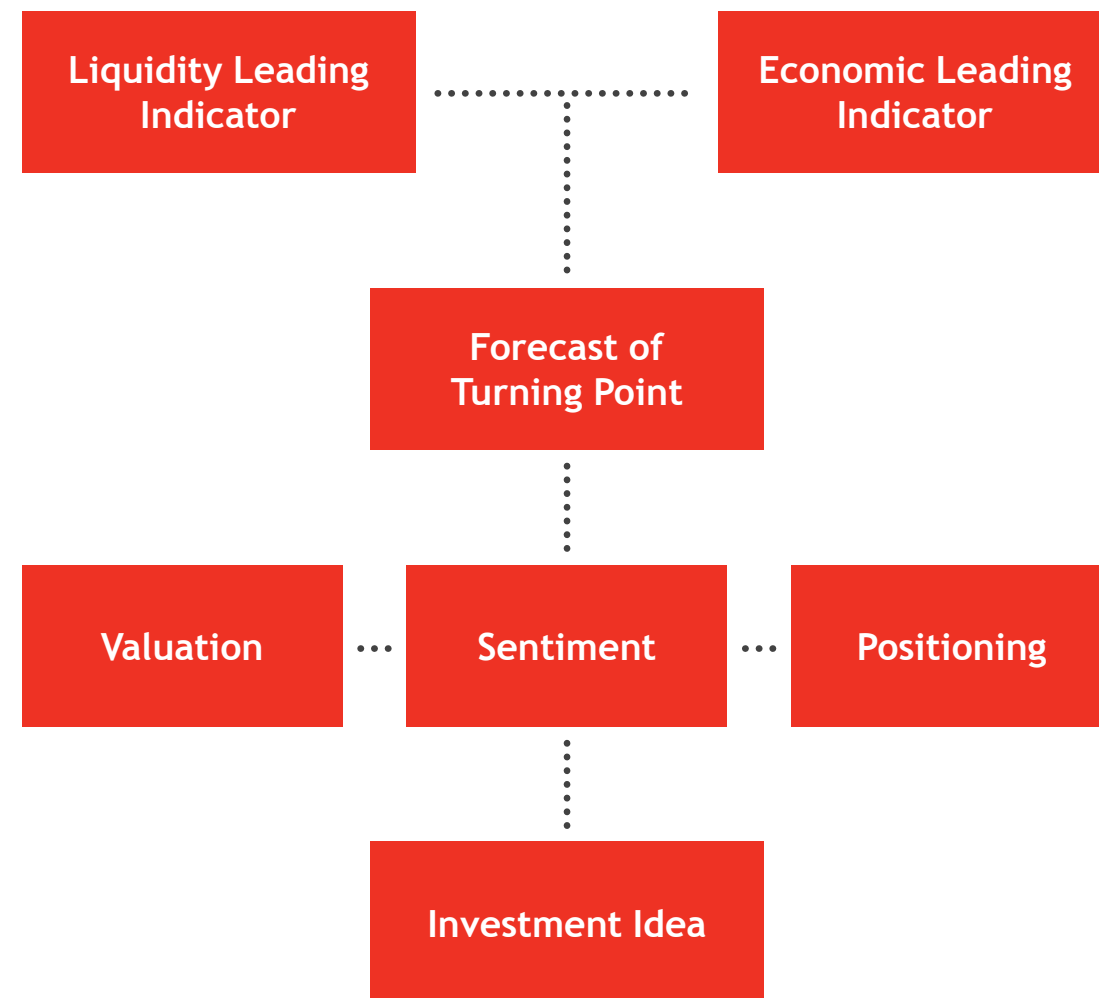 Liquidity Leading
Indicator
Economic Leading
Indicator
Forecast of
Turning Point
Valuation
Sentiment
Positioning
Investment Idea